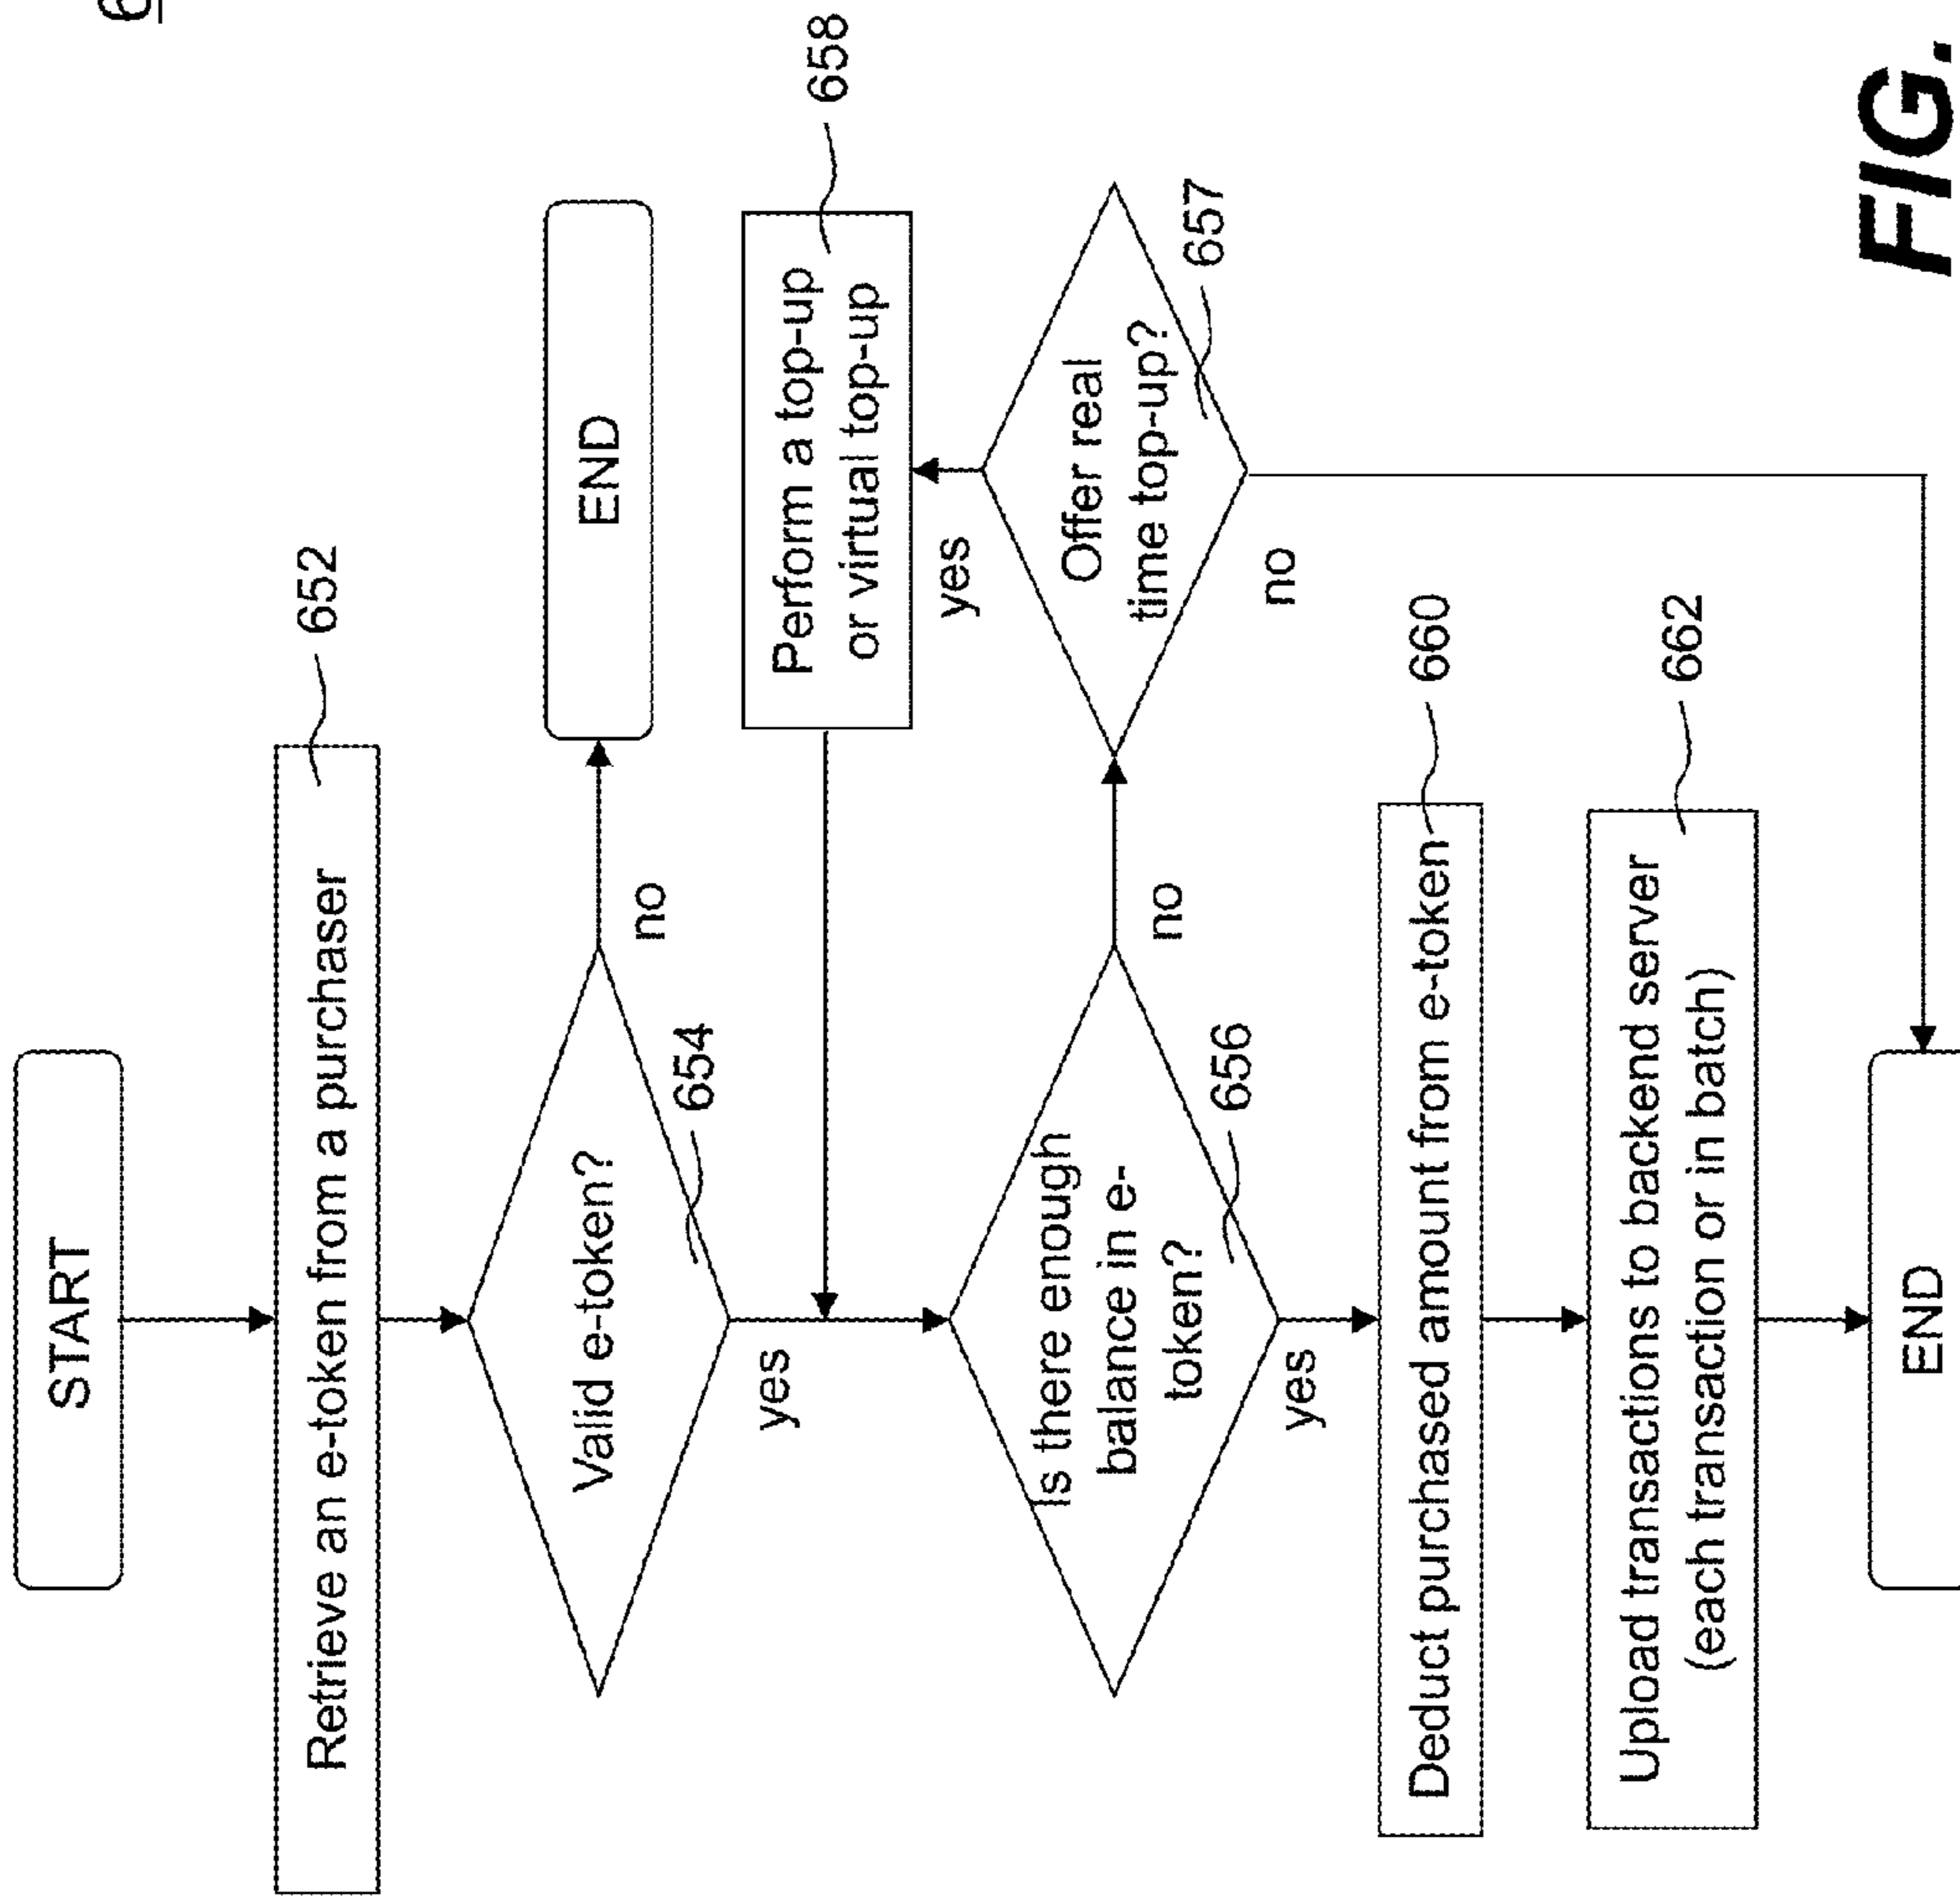 START
Retrieve an e-token from a purchaser
652
Valid e-token?
654
no
END
yes
Is there enough
balance in e-
token?
656
no
Offer real
time top-up?
657
yes
Perform a top-up
or virtual top-up
658
no
yes
Deduct purchased amount from e-token
660
Upload transactions to backend server
(each transaction or in batch)
662
END
FIG.